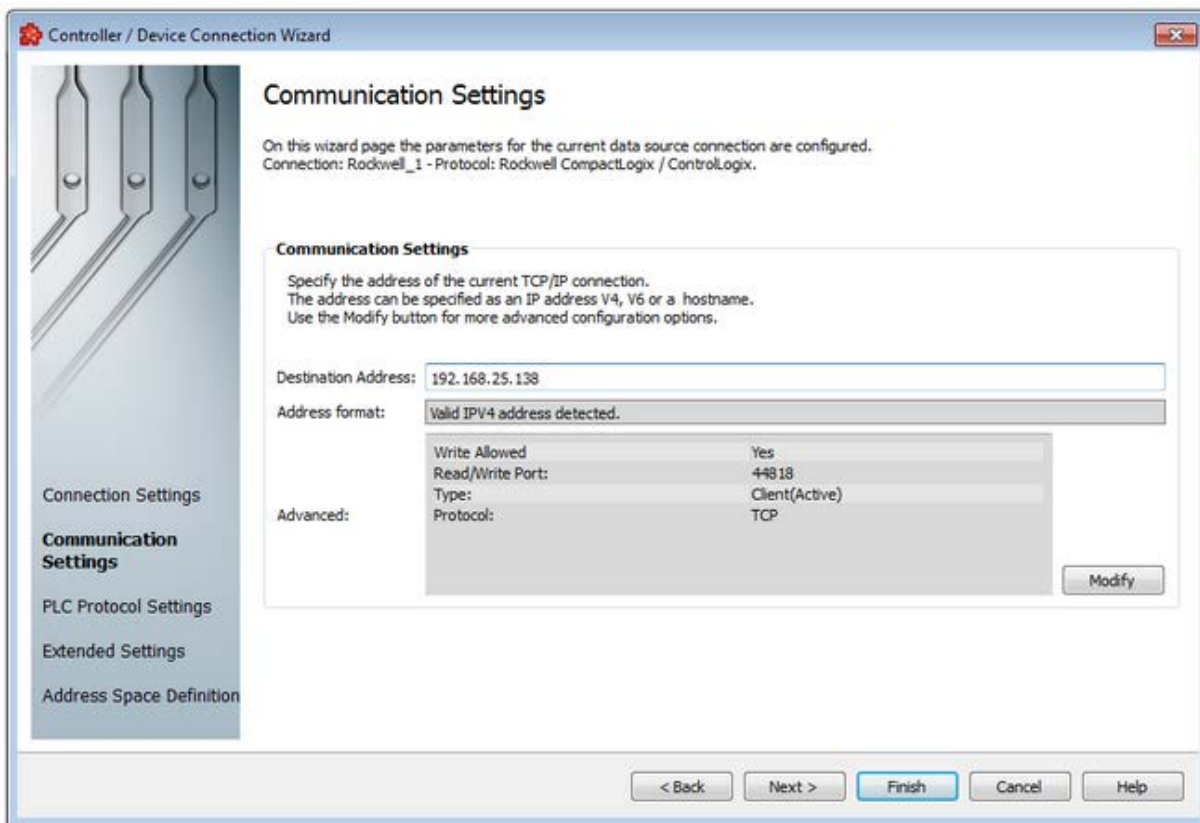 Controller / Device Connection Wizard
Communication Settings
On this wizard page the parameters for the current data source connection are configured.
Connection: Rockwell_1 - Protocol: Rockwell CompactLogix / ControlLogix.
Communication Settings
Specify the address of the current TCP/IP connection.
The address can be specified as an IP address V4, V6 or a hostname.
Use the Modify button for more advanced configuration options.
Destination Address: 192.168.25.138
Address format: Valid IPV4 address detected.
Write Allowed Yes
Read/Write Port: 44818
Type: Client(Active)
Advanced: Protocol: TCP
Modify
Connection Settings
Communication
Settings
PLC Protocol Settings
Extended Settings
Address Space Definition
< Back Next > Finish Cancel Help